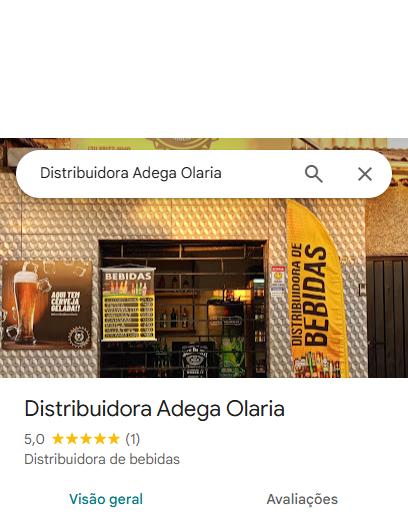 Distribuidora Adega Olaria
BEBIDAS
AQUI TEM
CERVEJA
GELADA!!
DISTRIBUIDORA DE
BEBIDAS
Distribuidora Adega Olaria
5,0 ★★★★★ (1)
Distribuidora de bebidas
Visão geral
Avaliações